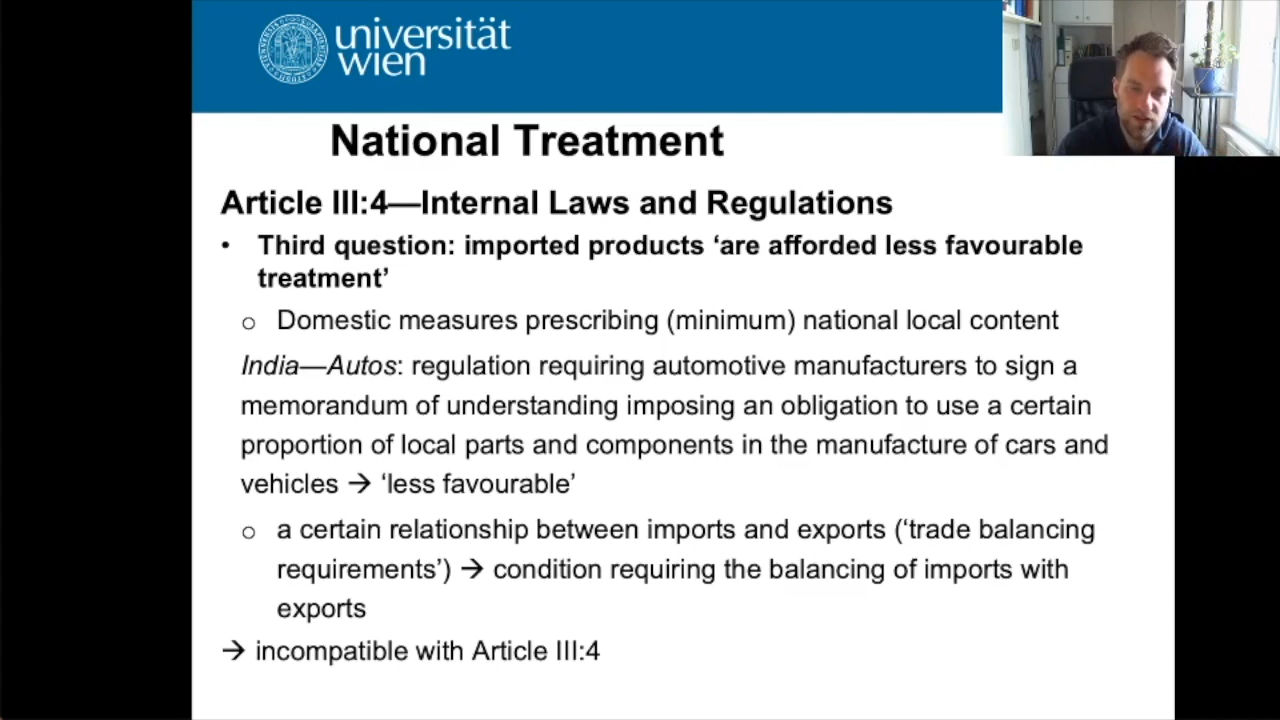 universität
wien
National Treatment
Article III:4—Internal Laws and Regulations
• Third question: imported products ‘are afforded less favourable
treatment’
o Domestic measures prescribing (minimum) national local content
India—Autos: regulation requiring automotive manufacturers to sign a
memorandum of understanding imposing an obligation to use a certain
proportion of local parts and components in the manufacture of cars and
vehicles → ‘less favourable’
o a certain relationship between imports and exports (‘trade balancing
requirements’) → condition requiring the balancing of imports with
exports
→ incompatible with Article III:4